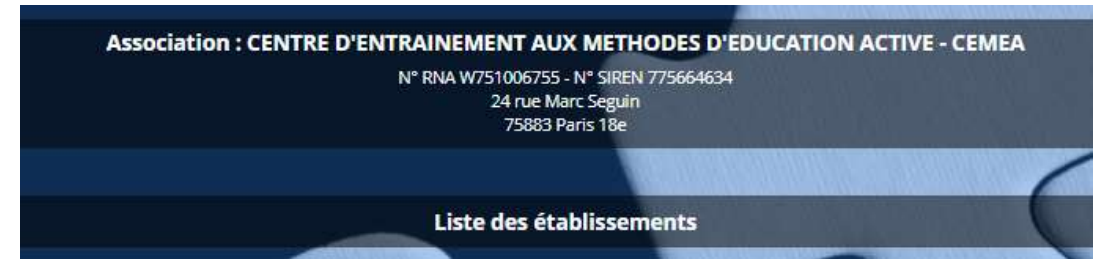 Association : CENTRE D'ENTRAINEMENT AUX METHODES D'EDUCATION ACTIVE - CEMEA
N° RNA W751006755 - N° SIREN 775664634
24 rue Marc Seguin
75883 Paris 18e
Liste des établissements